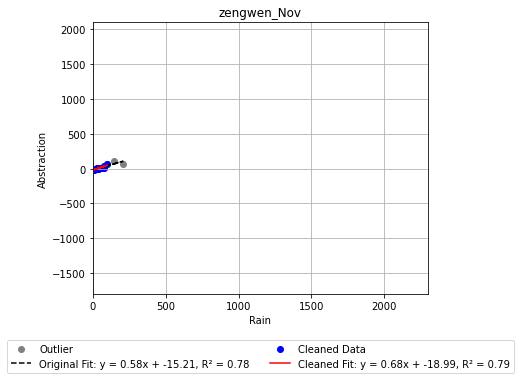 zengwen_Nov
2000
1500
1000
500
0
−500
−1000
−1500
Abstraction
0 500 1000 1500 2000
Rain
Outlier Cleaned Data
Original Fit: y = 0.58x + -15.21, R² = 0.78 Cleaned Fit: y = 0.68x + -18.99, R² = 0.79